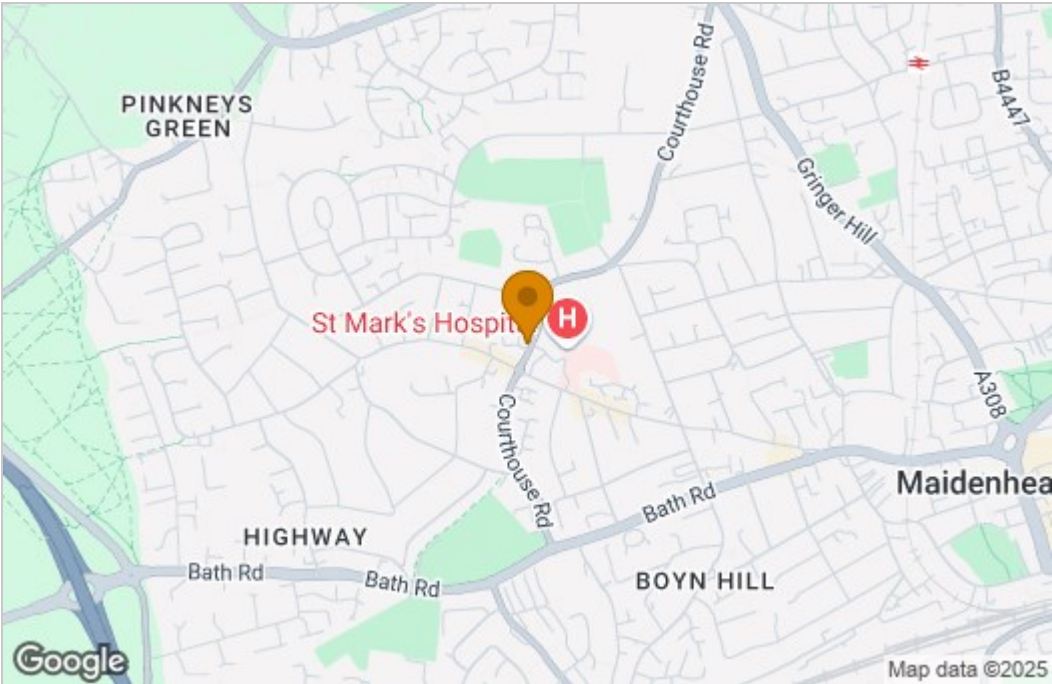 PINKNEYS
GREEN
Courthouse Rd
B4447
Gringer Hill
St Mark's Hospit
H
A308
Courthouse Rd
Maidenhea
Bath Rd
HIGHWAY
Bath Rd
Bath Rd
BOYN HILL
Google
Map data ©2025